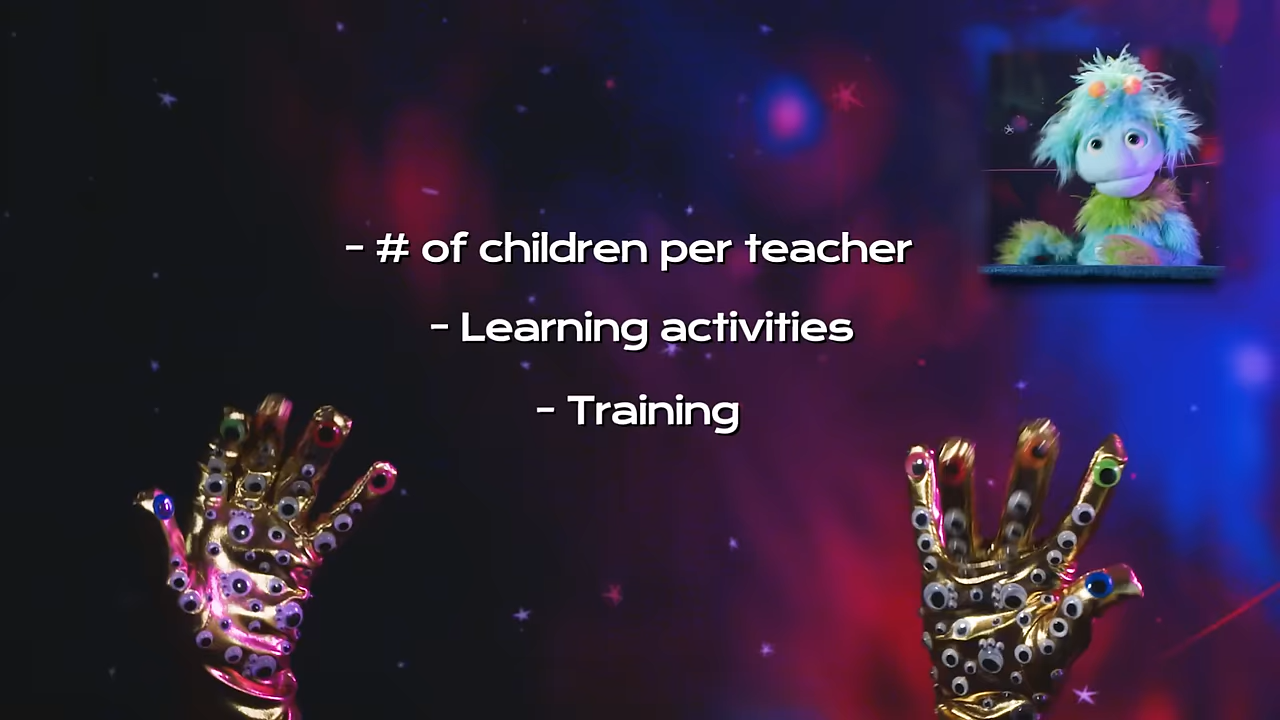 - # of children per teacher
- Learning activities
- Training